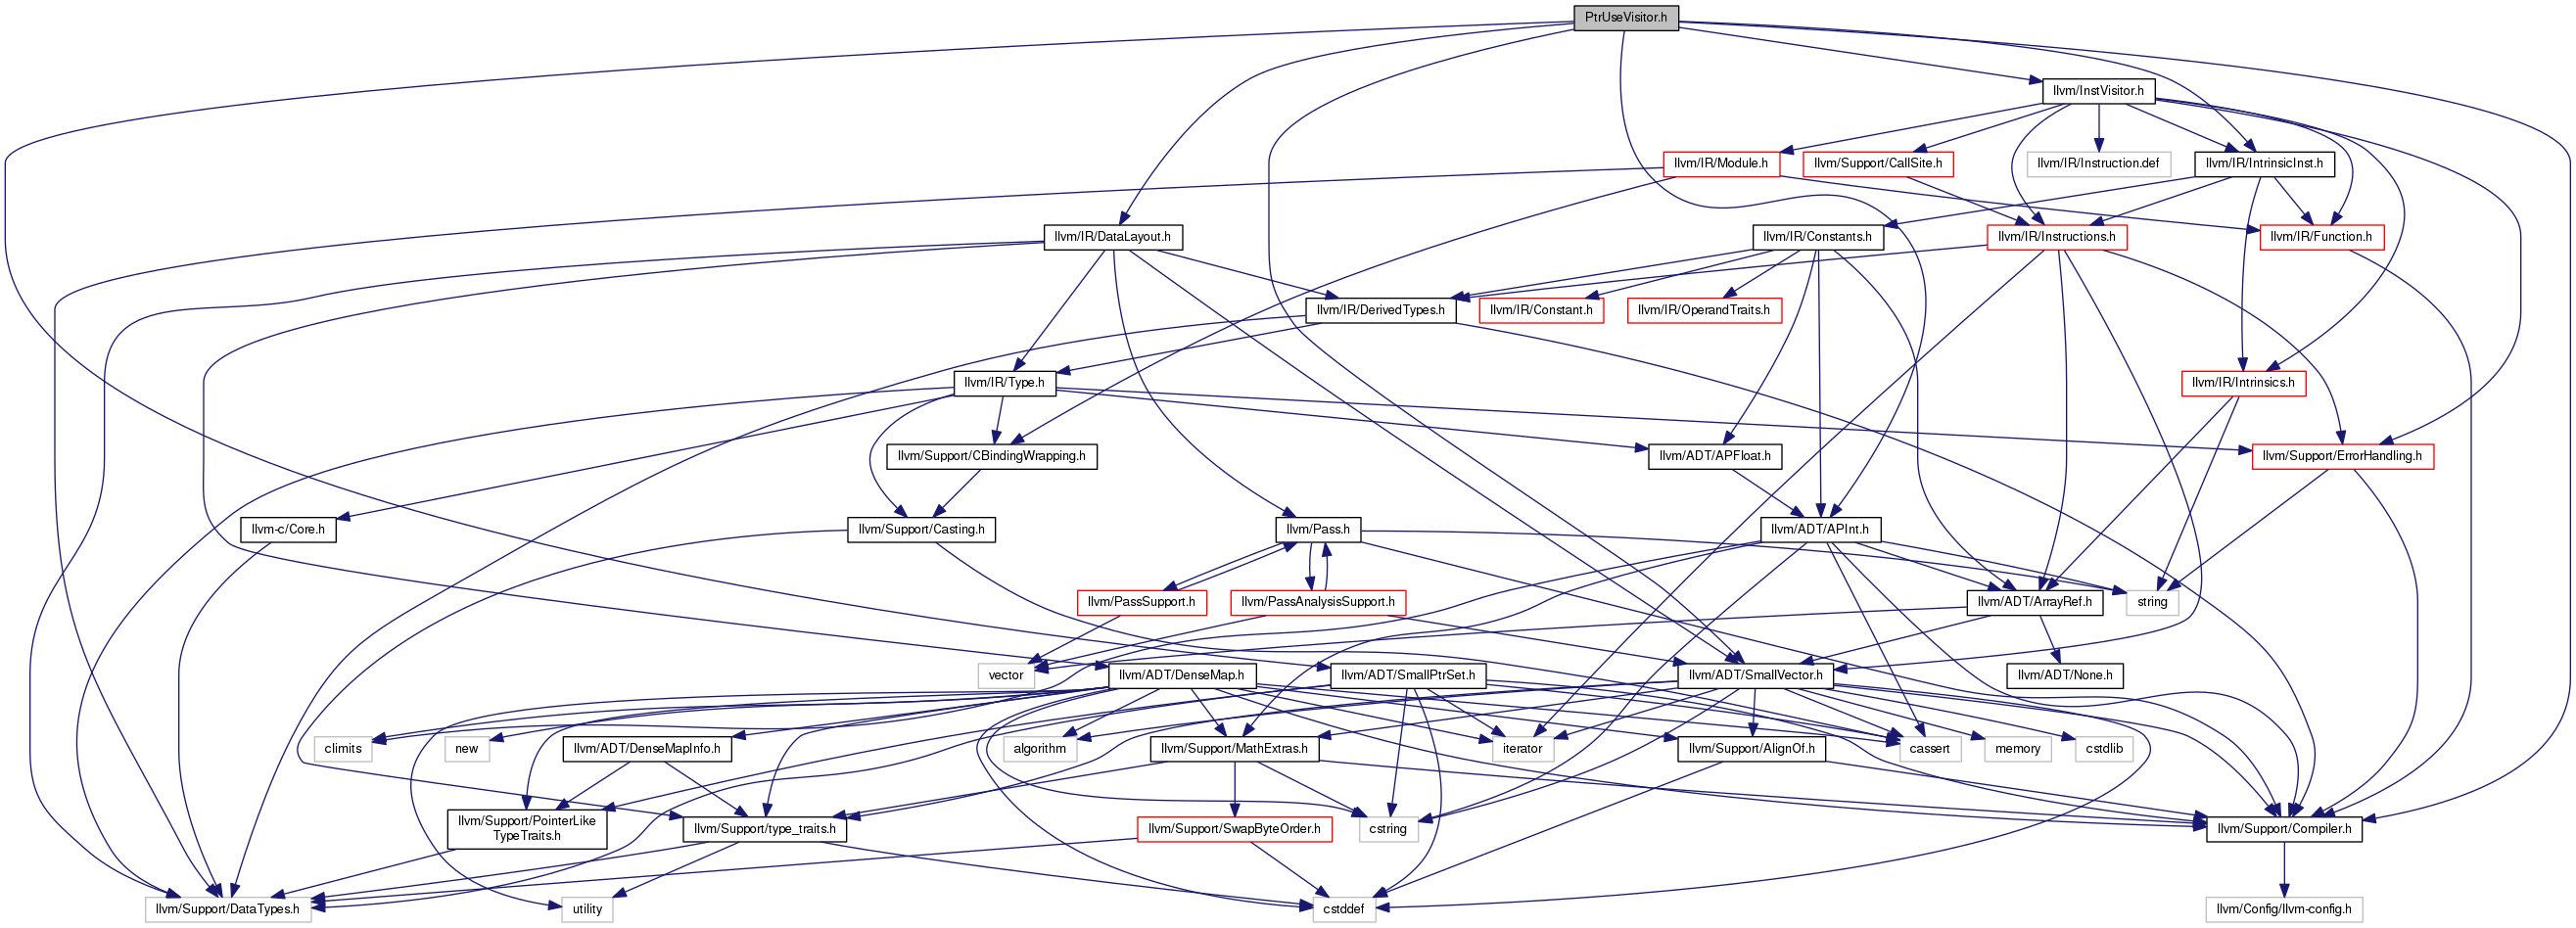 PtrUseVisitor.h
llvm/InstVisitor.h
llvm/IR/Module.h
llvm/Support/CallSite.h
llvm/IR/Instruction.def
llvm/IR/IntrinsicInst.h
llvm/IR/DataLayout.h
llvm/IR/Constants.h
llvm/IR/Instructions.h
llvm/IR/Function.h
llvm/IR/DerivedTypes.h
llvm/IR/Constant.h
llvm/IR/OperandTraits.h
llvm/IR/Type.h
llvm/IR/Intrinsics.h
llvm/Support/CBindingWrapping.h
llvm/ADT/APFloat.h
llvm/Support/ErrorHandling.h
llvm-c/Core.h
llvm/Support/Casting.h
llvm/Pass.h
llvm/ADT/APInt.h
llvm/PassSupport.h
llvm/PassAnalysisSupport.h
llvm/ADT/ArrayRef.h
string
vector
llvm/ADT/DenseMap.h
llvm/ADT/SmallPtrSet.h
llvm/ADT/SmallVector.h
llvm/ADT/None.h
climits
new
llvm/ADT/DenseMapInfo.h
algorithm
llvm/Support/MathExtras.h
iterator
llvm/Support/AlignOf.h
cassert
memory
cstdlib
llvm/Support/PointerLike
TypeTraits.h
llvm/Support/type_traits.h
llvm/Support/SwapByteOrder.h
cstring
llvm/Support/Compiler.h
llvm/Support/DataTypes.h
utility
cstddef
llvm/Config/llvm-config.h